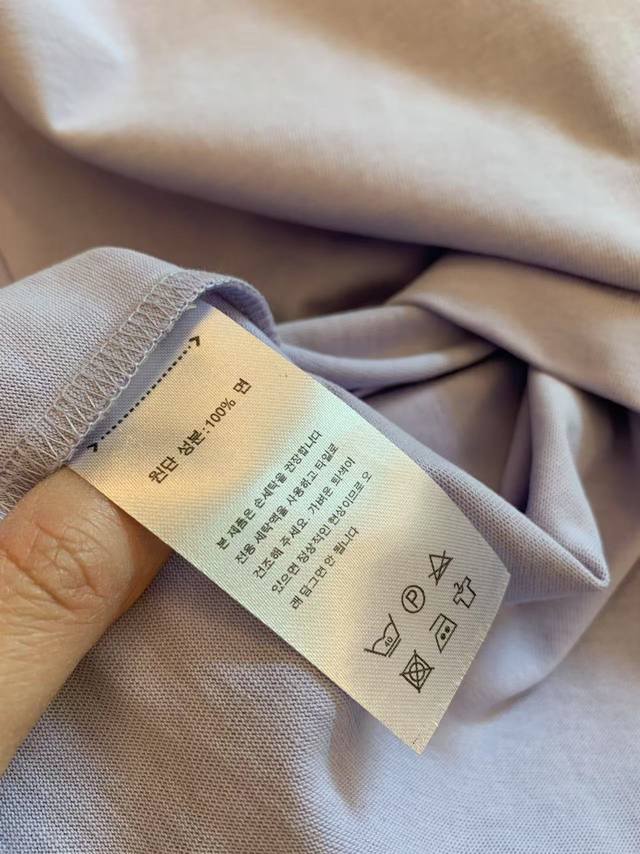 원단 성분:100% 면
본 제품은 손세탁을 권장합니다
전용 세탁액을 사용하고 타일로
건조해 주세요. 가벼운 퇴색이
있으면 정상적인 현상이므로 오
래 담그면 안 됩니다
40
P